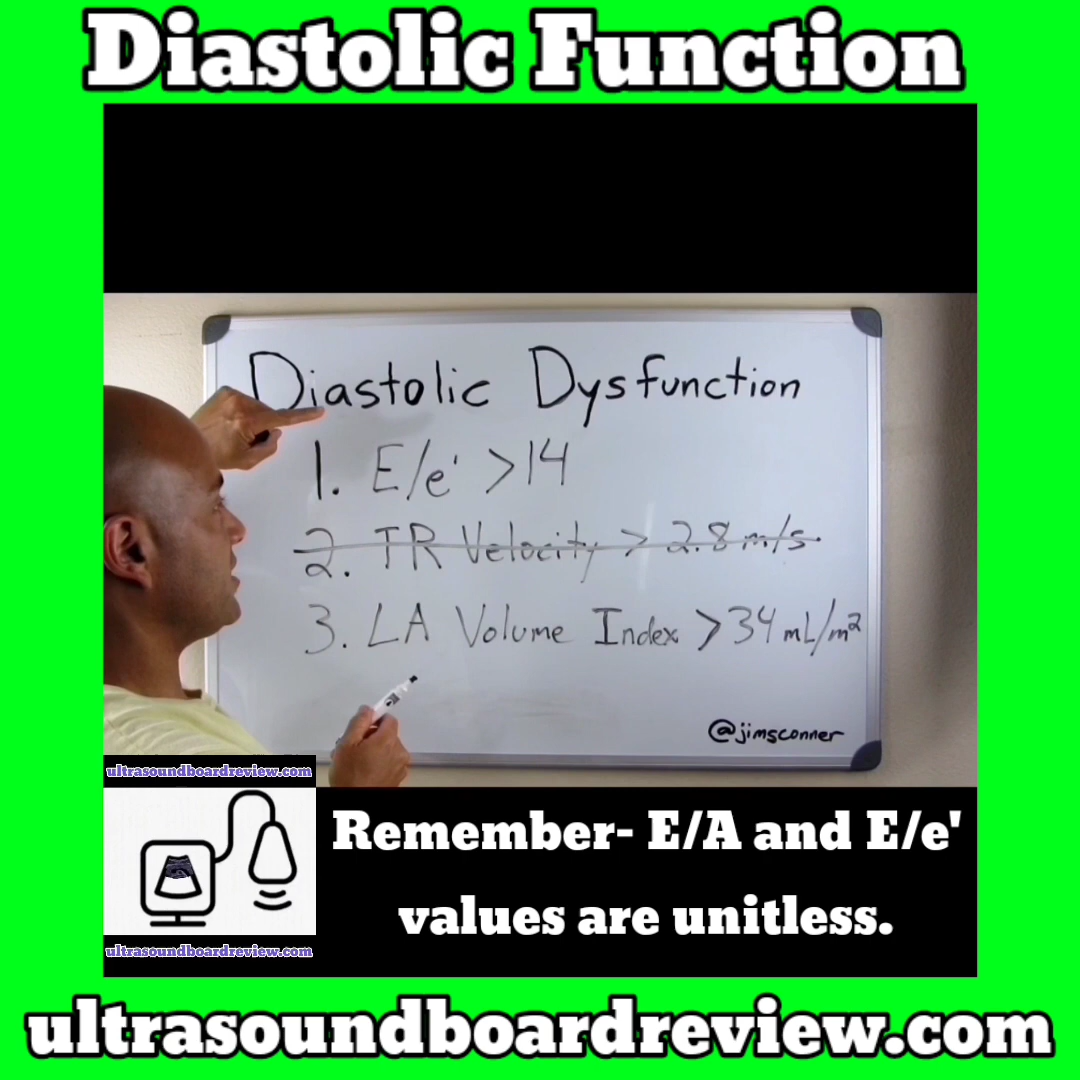 Diastolic Function
Diastolic Dysfunction
1. E/e' >14
2. TR Velocity > 2.8 m/s
3. LA Volume Index >34 mL/m²
@jimsconner
ultrasoundboardreview.com
ultrasoundboardreview.com
Remember- E/A and E/e'
values are unitless.
ultrasoundboardreview.com